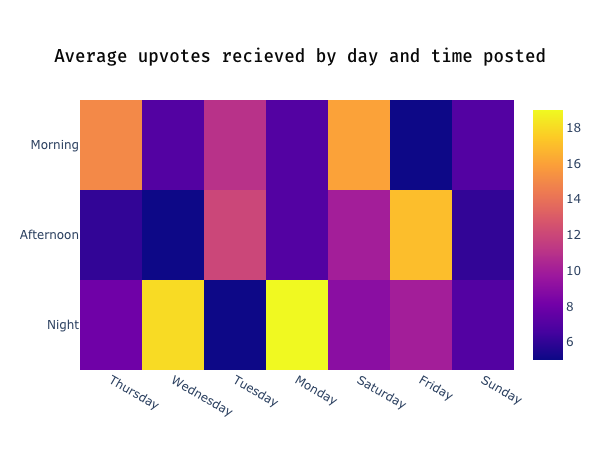 Average upvotes recieved by day and time posted
Morning
Afternoon
Night
Thursday
Wednesday
Tuesday
Monday
Saturday
Friday
Sunday
18
16
14
12
10
8
6